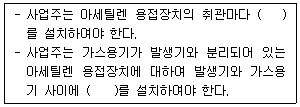 - 사업주는 아세틸렌 용접장치의 취관마다 (   )
를 설치하여야 한다.
- 사업주는 가스용기가 발생기와 분리되어 있는
아세틸렌 용접장치에 대하여 발생기와 가스용
기 사이에 (   )를 설치하여야 한다.